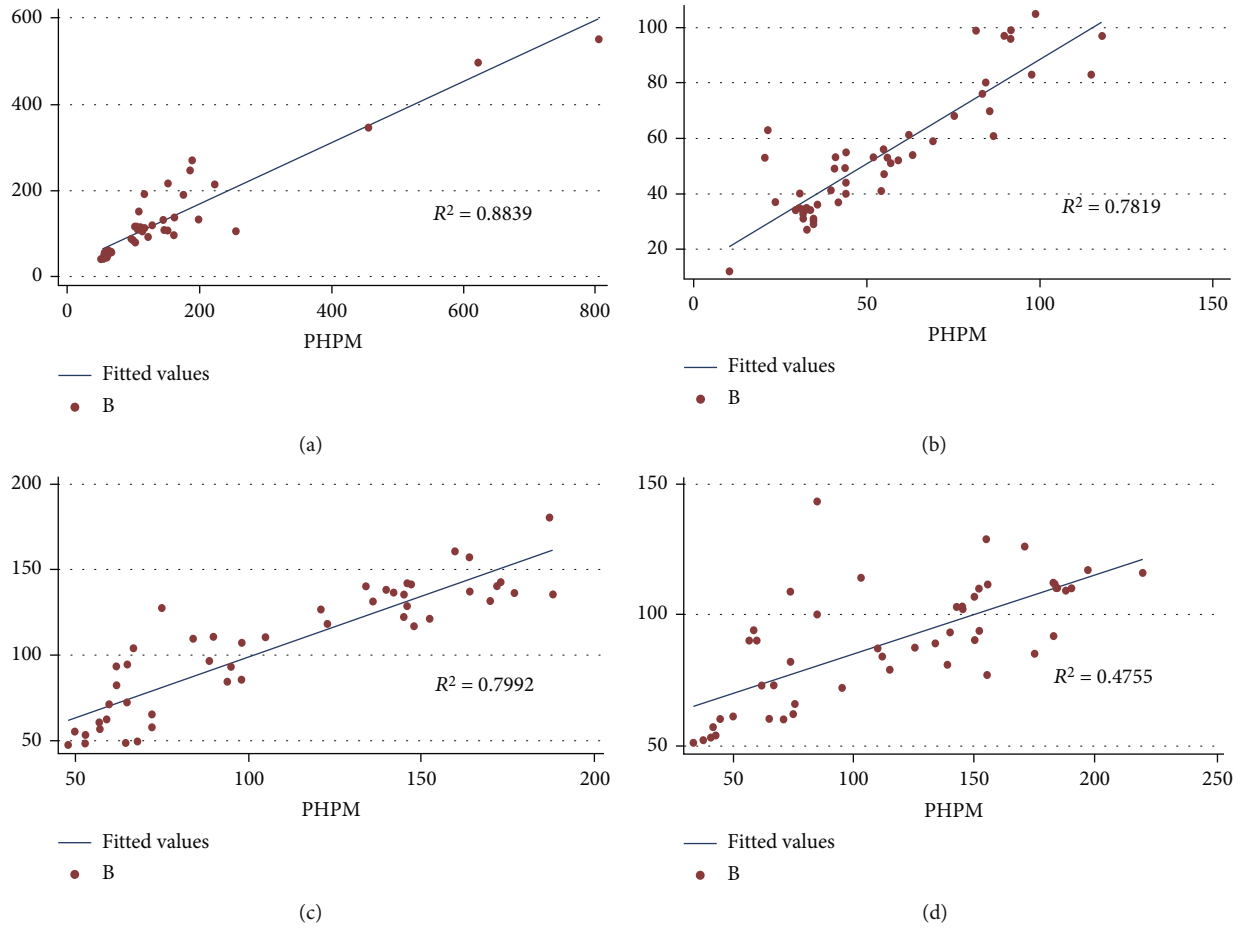 600
400
200
0
0 200 400 600 800
R² = 0.8839
PHPM
Fitted values
B
(a)
100
80
60
40
20
0 50 100 150
R² = 0.7819
PHPM
Fitted values
B
(b)
200
150
100
50
50 100 150 200
R² = 0.7992
PHPM
Fitted values
B
(c)
150
100
50
50 100 150 200 250
R² = 0.4755
PHPM
Fitted values
B
(d)